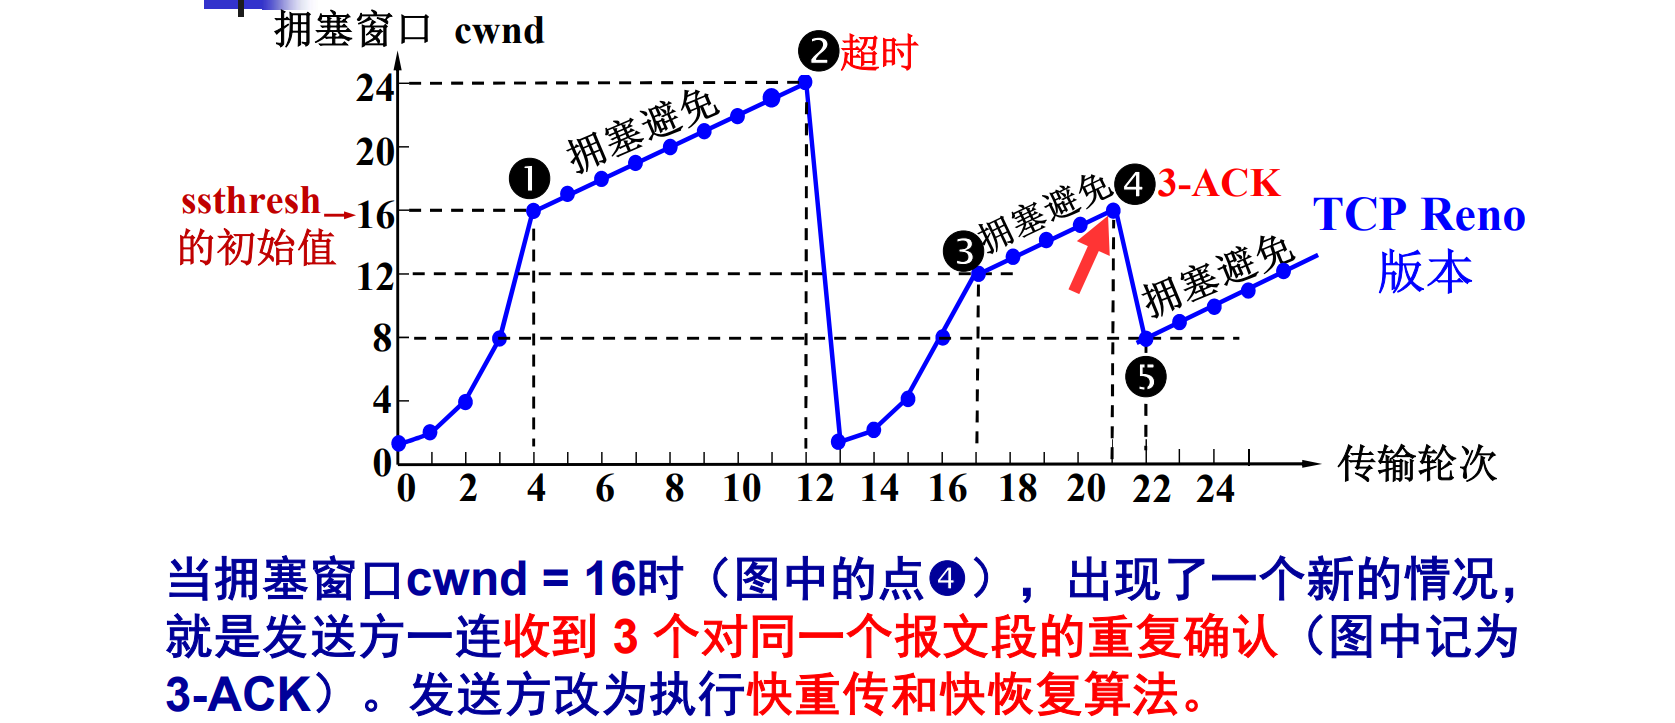 拥塞窗口 cwnd
❷超时
24
拥塞避免
20
❶
❹3-ACK
ssthresh
的初始值
16
拥塞避免
TCP Reno
版本
❸
12
拥塞避免
8
❺
4
0
0 2 4 6 8 10 12 14 16 18 20 22 24
传输轮次
当拥塞窗口cwnd = 16时（图中的点❹），出现了一个新的情况，
就是发送方一连收到 3 个对同一个报文段的重复确认（图中记为
3-ACK）。发送方改为执行快重传和快恢复算法。